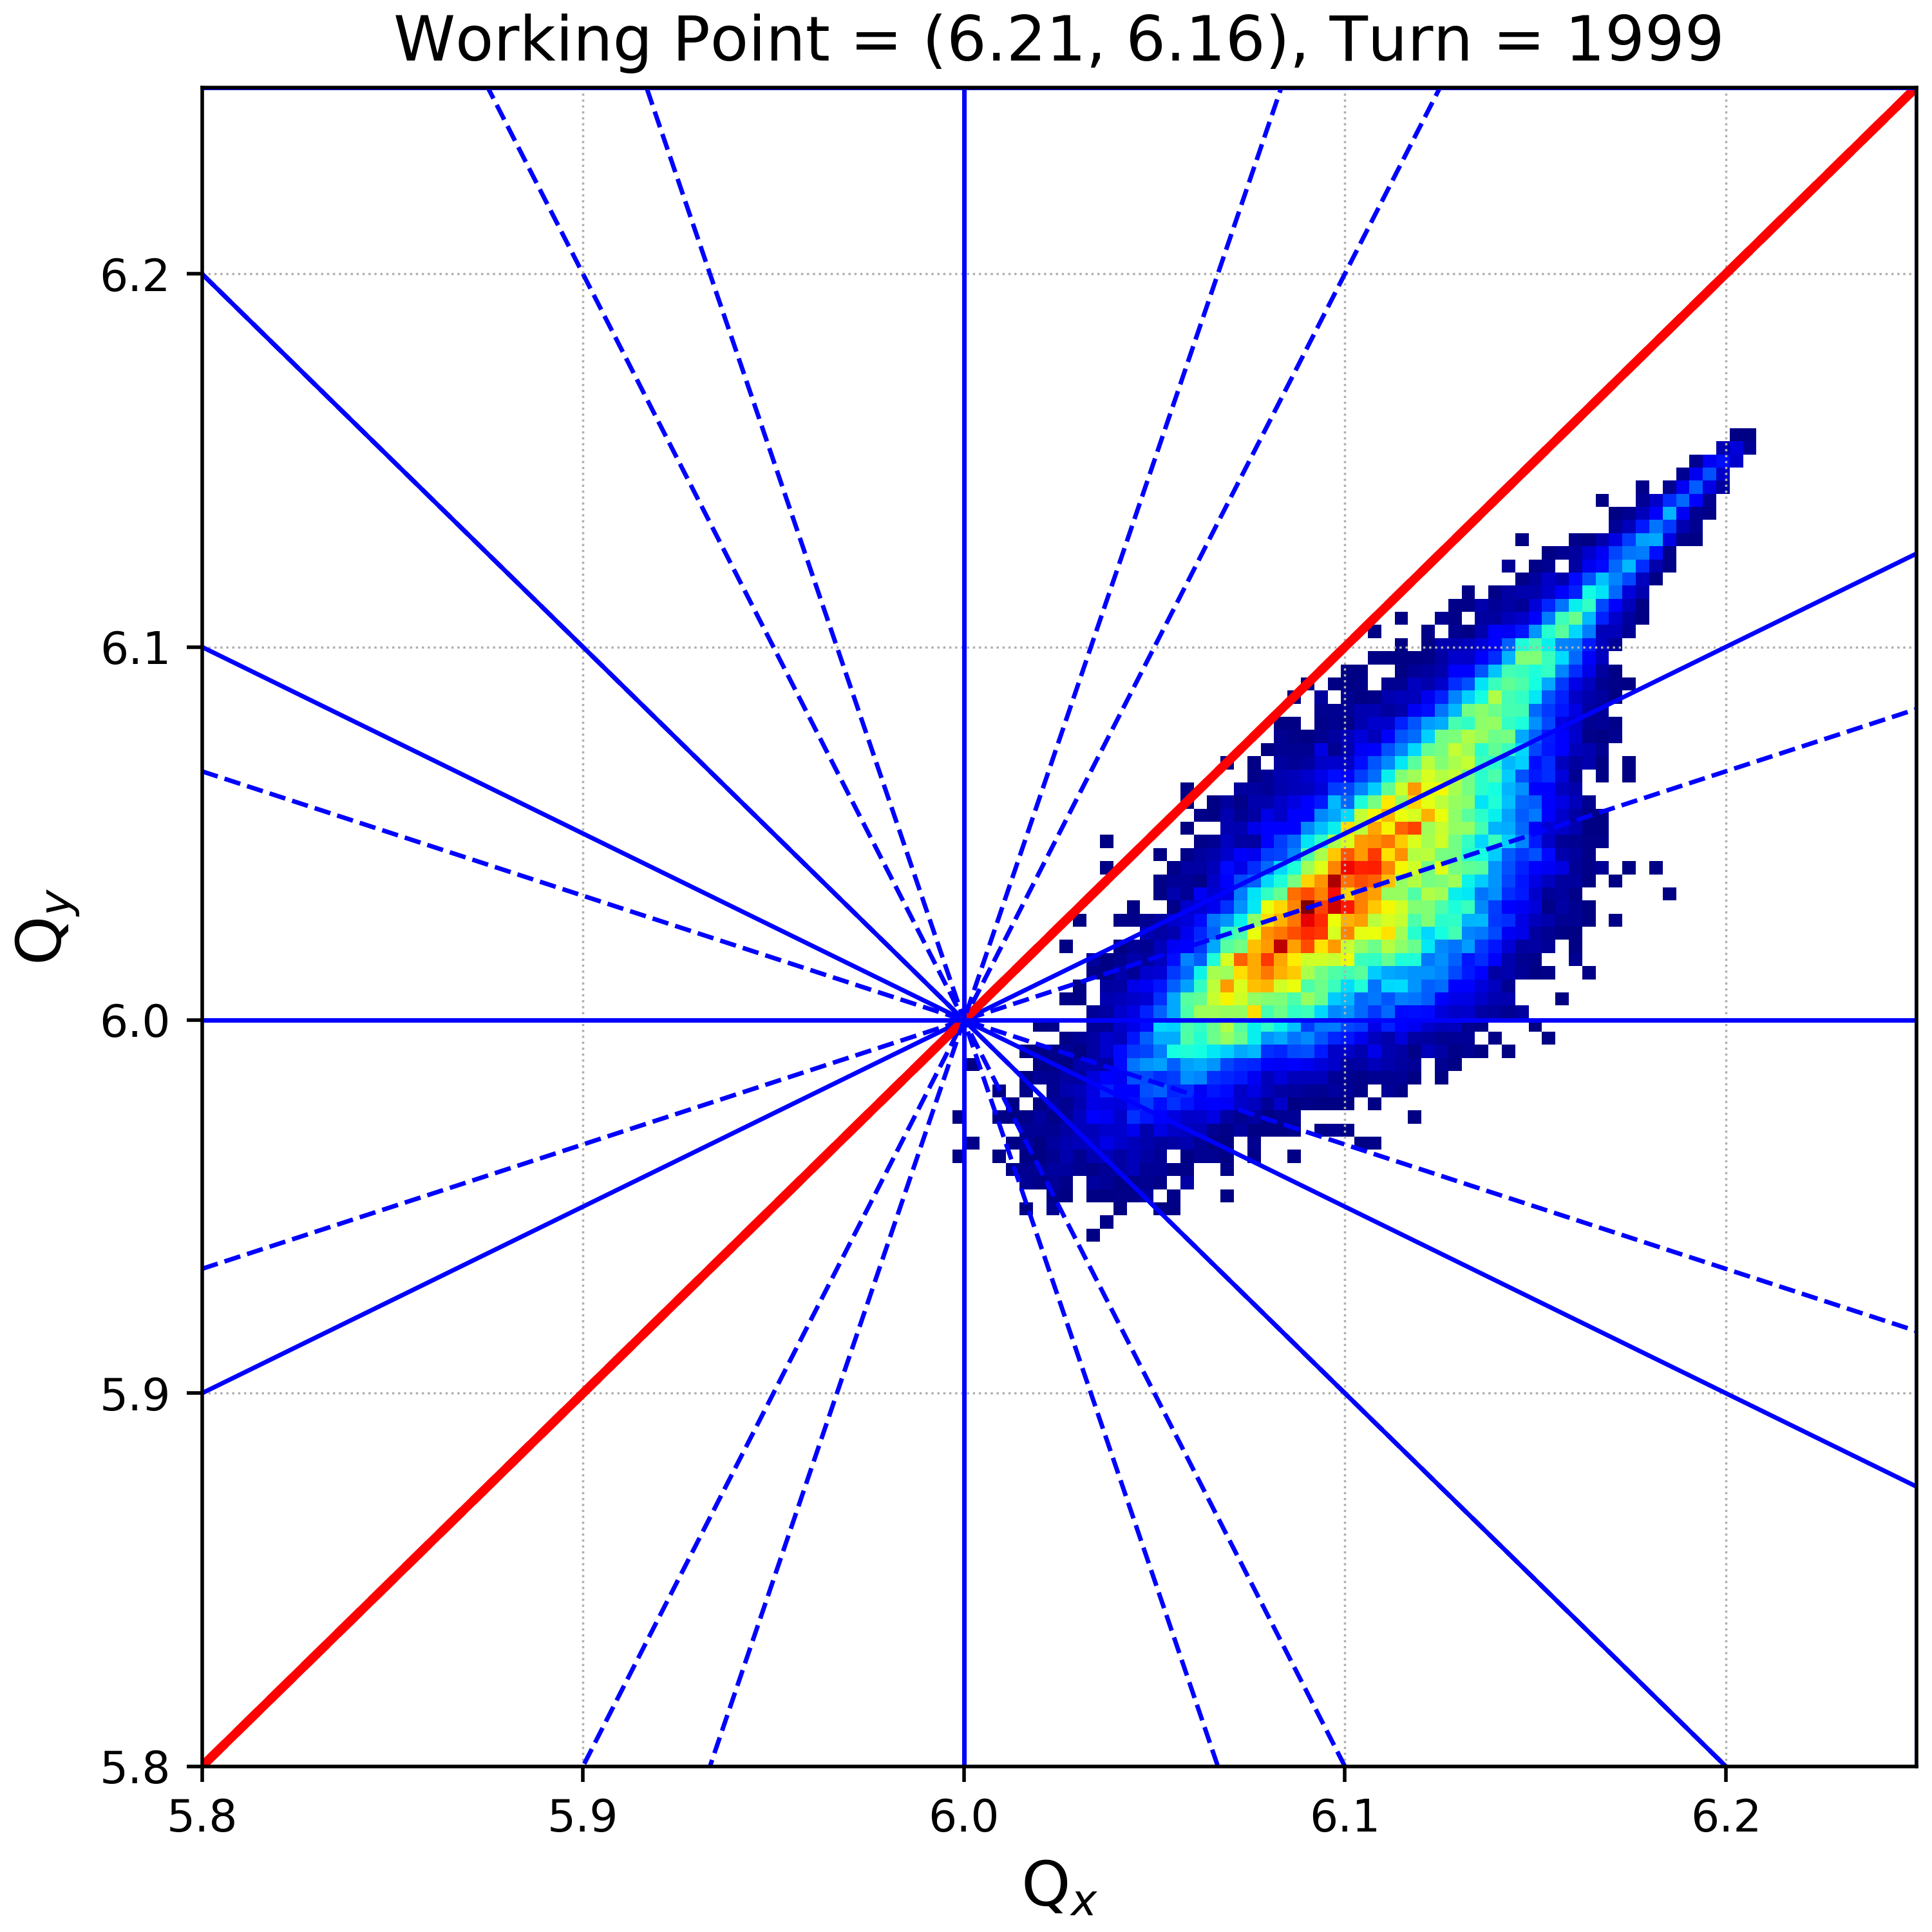 Working Point = (6.21, 6.16), Turn = 1999
6.2
6.1
6.0
5.9
5.8
Qy
5.8 5.9 6.0 6.1 6.2
Qx